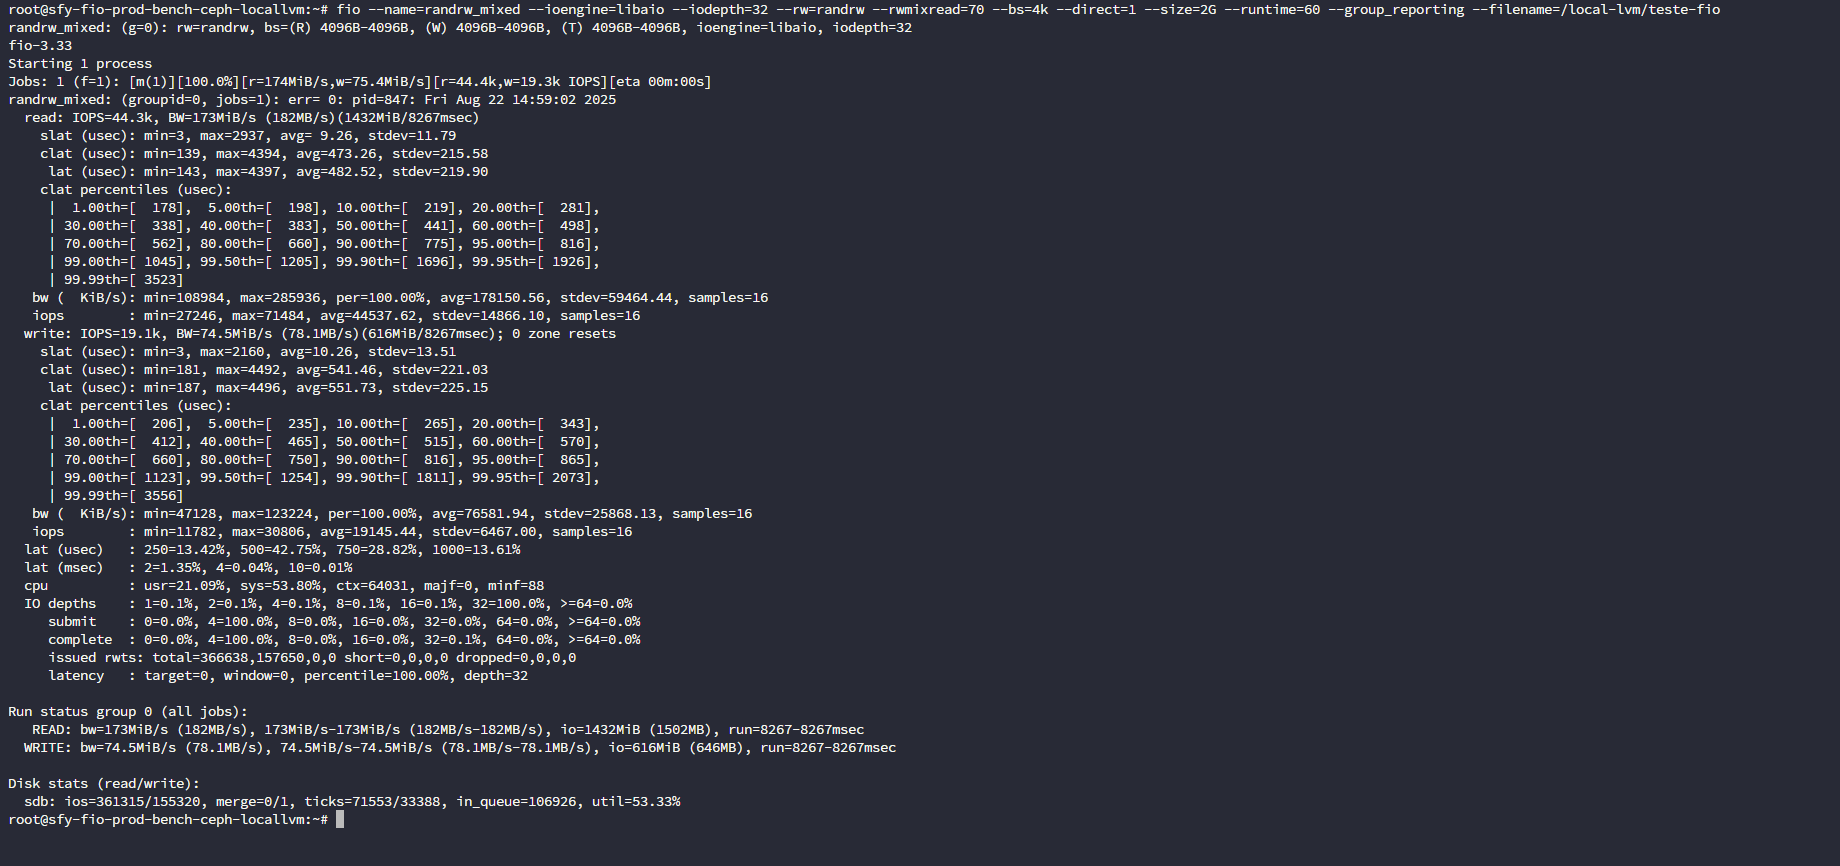 root@sfy-fio-prod-bench-ceph-locallvm:~# fio --name=randrw_mixed --ioengine=libaio --iodepth=32 --rw=randrw --rwmixread=70 --bs=4k --direct=1 --size=2G --runtime=60 --group_reporting --filename=/local-lvm/teste-fio
randrw_mixed: (g=0): rw=randrw, bs=(R) 4096B-4096B, (W) 4096B-4096B, (T) 4096B-4096B, ioengine=libaio, iodepth=32
fio-3.33
Starting 1 process
Jobs: 1 (f=1): [m(1)][100.0%][r=174MiB/s,w=75.4MiB/s][r=44.4k,w=19.3k IOPS][eta 00m:00s]
randrw_mixed: (groupid=0, jobs=1): err= 0: pid=847: Fri Aug 22 14:59:02 2025
  read: IOPS=44.3k, BW=173MiB/s (182MB/s)(1432MiB/8267msec)
    slat (usec): min=3, max=2937, avg= 9.26, stdev=11.79
    clat (usec): min=139, max=4394, avg=473.26, stdev=215.58
     lat (usec): min=143, max=4397, avg=482.52, stdev=219.90
    clat percentiles (usec):
     |  1.00th=[  178],  5.00th=[  198], 10.00th=[  219], 20.00th=[  281],
     | 30.00th=[  338], 40.00th=[  383], 50.00th=[  441], 60.00th=[  498],
     | 70.00th=[  562], 80.00th=[  660], 90.00th=[  775], 95.00th=[  816],
     | 99.00th=[ 1045], 99.50th=[ 1205], 99.90th=[ 1696], 99.95th=[ 1926],
     | 99.99th=[ 3523]
   bw (  KiB/s): min=108984, max=285936, per=100.00%, avg=178150.56, stdev=59464.44, samples=16
   iops        : min=27246, max=71484, avg=44537.62, stdev=14866.10, samples=16
  write: IOPS=19.1k, BW=74.5MiB/s (78.1MB/s)(616MiB/8267msec); 0 zone resets
    slat (usec): min=3, max=2160, avg=10.26, stdev=13.51
    clat (usec): min=181, max=4492, avg=541.46, stdev=221.03
     lat (usec): min=187, max=4496, avg=551.73, stdev=225.15
    clat percentiles (usec):
     |  1.00th=[  206],  5.00th=[  235], 10.00th=[  265], 20.00th=[  343],
     | 30.00th=[  412], 40.00th=[  465], 50.00th=[  515], 60.00th=[  570],
     | 70.00th=[  660], 80.00th=[  750], 90.00th=[  816], 95.00th=[  865],
     | 99.00th=[ 1123], 99.50th=[ 1254], 99.90th=[ 1811], 99.95th=[ 2073],
     | 99.99th=[ 3556]
   bw (  KiB/s): min=47128, max=123224, per=100.00%, avg=76581.94, stdev=25868.13, samples=16
   iops        : min=11782, max=30806, avg=19145.44, stdev=6467.00, samples=16
  lat (usec)   : 250=13.42%, 500=42.75%, 750=28.82%, 1000=13.61%
  lat (msec)   : 2=1.35%, 4=0.04%, 10=0.01%
  cpu          : usr=21.09%, sys=53.80%, ctx=64031, majf=0, minf=88
  IO depths    : 1=0.1%, 2=0.1%, 4=0.1%, 8=0.1%, 16=0.1%, 32=100.0%, >=64=0.0%
     submit    : 0=0.0%, 4=100.0%, 8=0.0%, 16=0.0%, 32=0.0%, 64=0.0%, >=64=0.0%
     complete  : 0=0.0%, 4=100.0%, 8=0.0%, 16=0.0%, 32=0.1%, 64=0.0%, >=64=0.0%
     issued rwts: total=366638,157650,0,0 short=0,0,0,0 dropped=0,0,0,0
     latency   : target=0, window=0, percentile=100.00%, depth=32

Run status group 0 (all jobs):
   READ: bw=173MiB/s (182MB/s), 173MiB/s-173MiB/s (182MB/s-182MB/s), io=1432MiB (1502MB), run=8267-8267msec
  WRITE: bw=74.5MiB/s (78.1MB/s), 74.5MiB/s-74.5MiB/s (78.1MB/s-78.1MB/s), io=616MiB (646MB), run=8267-8267msec

Disk stats (read/write):
  sdb: ios=361315/155320, merge=0/1, ticks=71553/33388, in_queue=106926, util=53.33%
root@sfy-fio-prod-bench-ceph-locallvm:~#